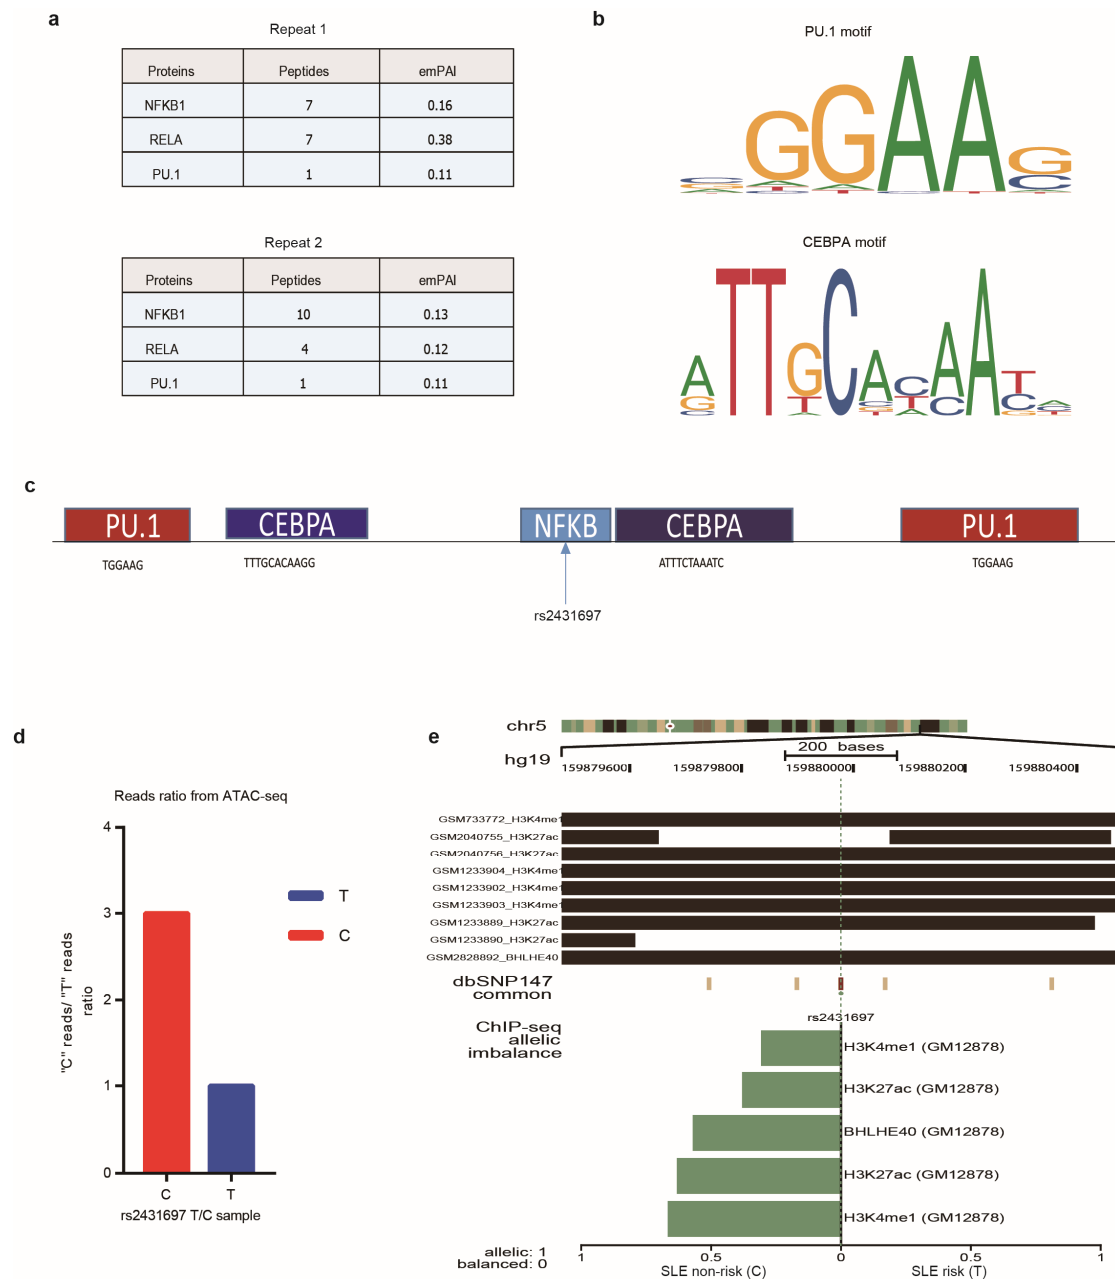 a
Repeat 1
Proteins Peptides emPAI
NFKB1 7 0.16
RELA 7 0.38
PU.1 1 0.11
Repeat 2
Proteins Peptides emPAI
NFKB1 10 0.13
RELA 4 0.12
PU.1 1 0.11
b
PU.1 motif
GGAAG
C
CEBPA motif
ATTGCACAAT
c
PU.1 CEBPA NFKB CEBPA PU.1
TGGAAG TTTGCACAAGG ATTTCTAAATC TGGAAG
rs2431697
d
Reads ratio from ATAC-seq
4
3
2
1
0
"C" reads/ "T" reads
ratio
T
C
C T
rs2431697 T/C sample
e
chr5
200 bases
hg19
159879600 159879800 159880000 159880200 159880400
GSM733772_H3K4me1
GSM2040755_H3K27ac
GSM2040756_H3K27ac
GSM1233904_H3K4me1
GSM1233902_H3K4me1
GSM1233903_H3K4me1
GSM1233889_H3K27ac
GSM1233890_H3K27ac
GSM2828892_BHLHE40
dbSNP147
common
rs2431697
ChIP-seq
allelic
imbalance
H3K4me1 (GM12878)
H3K27ac (GM12878)
BHLHE40 (GM12878)
H3K27ac (GM12878)
H3K4me1 (GM12878)
allelic: 1
balanced: 0
1 0.5 0 0.5 1
SLE non-risk (C) SLE risk (T)